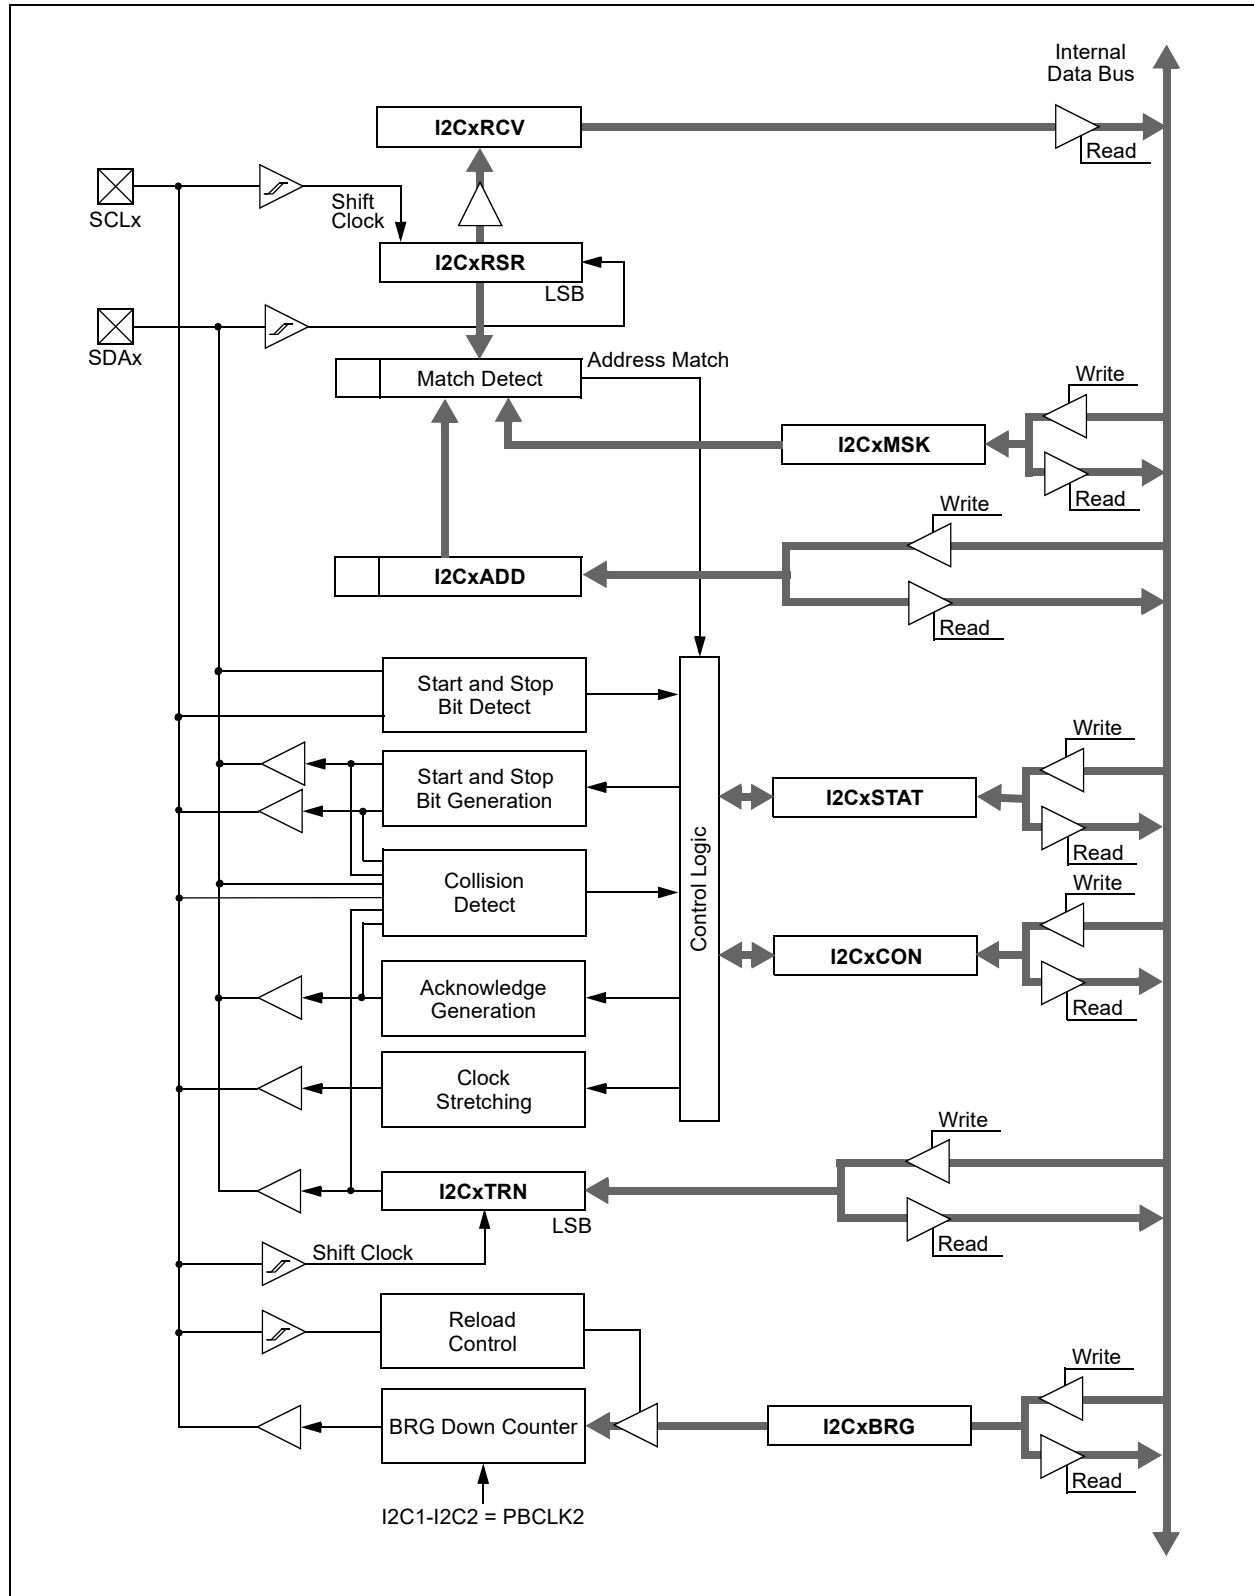 Internal
Data Bus
I2CxRCV
Read
SCLx
Shift
Clock
I2CxRSR
LSB
SDAx
Address Match
Match Detect
Write
I2CxMSK
Read
Write
I2CxADD
Read
Start and Stop
Bit Detect
Write
Start and Stop
Bit Generation
I2CxSTAT
Read
Control Logic
Collision
Detect
Write
I2CxCON
Read
Acknowledge
Generation
Clock
Stretching
Write
I2CxTRN
LSB
Read
Shift Clock
Reload
Control
Write
BRG Down Counter
I2CxBRG
Read
I2C1-I2C2 = PBCLK2